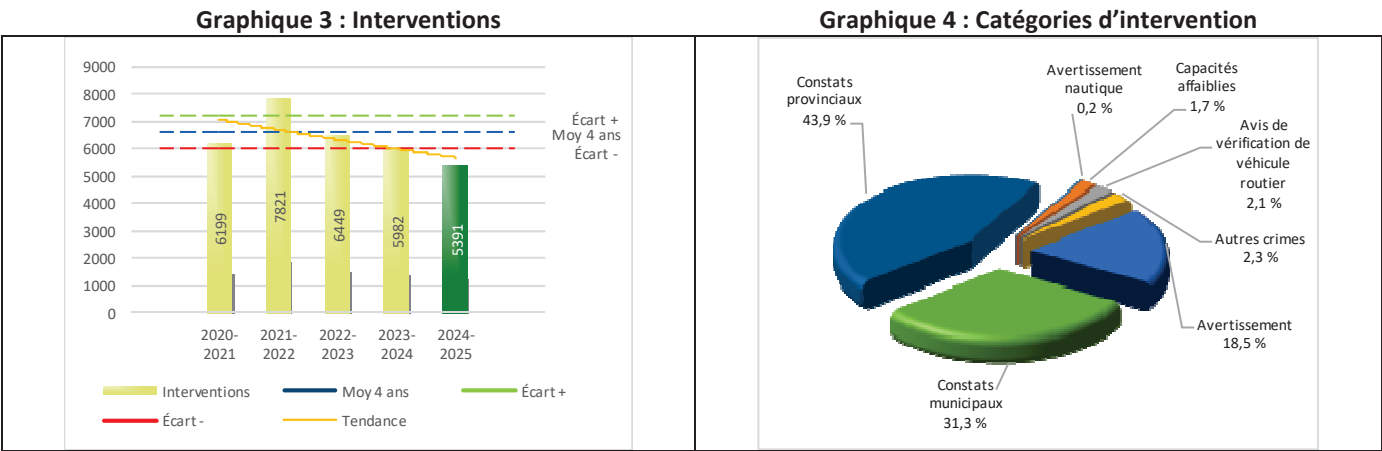 Graphique 3 : Interventions
9000
8000
7000
6000
5000
4000
3000
2000
1000
0
Écart +
Moy 4 ans
Écart -
6199
7821
6449
5982
5391
2020-
2021
2021-
2022
2022-
2023
2023-
2024
2024-
2025
Interventions
Moy 4 ans
Écart +
Écart -
Tendance
Graphique 4 : Catégories d’intervention
Constats
provinciaux
43,9 %
Avertissement
nautique
0,2 %
Capacités
affaiblies
1,7 %
Avis de
vérification de
véhicule
routier
2,1 %
Autres crimes
2,3 %
Avertissement
18,5 %
Constats
municipaux
31,3 %